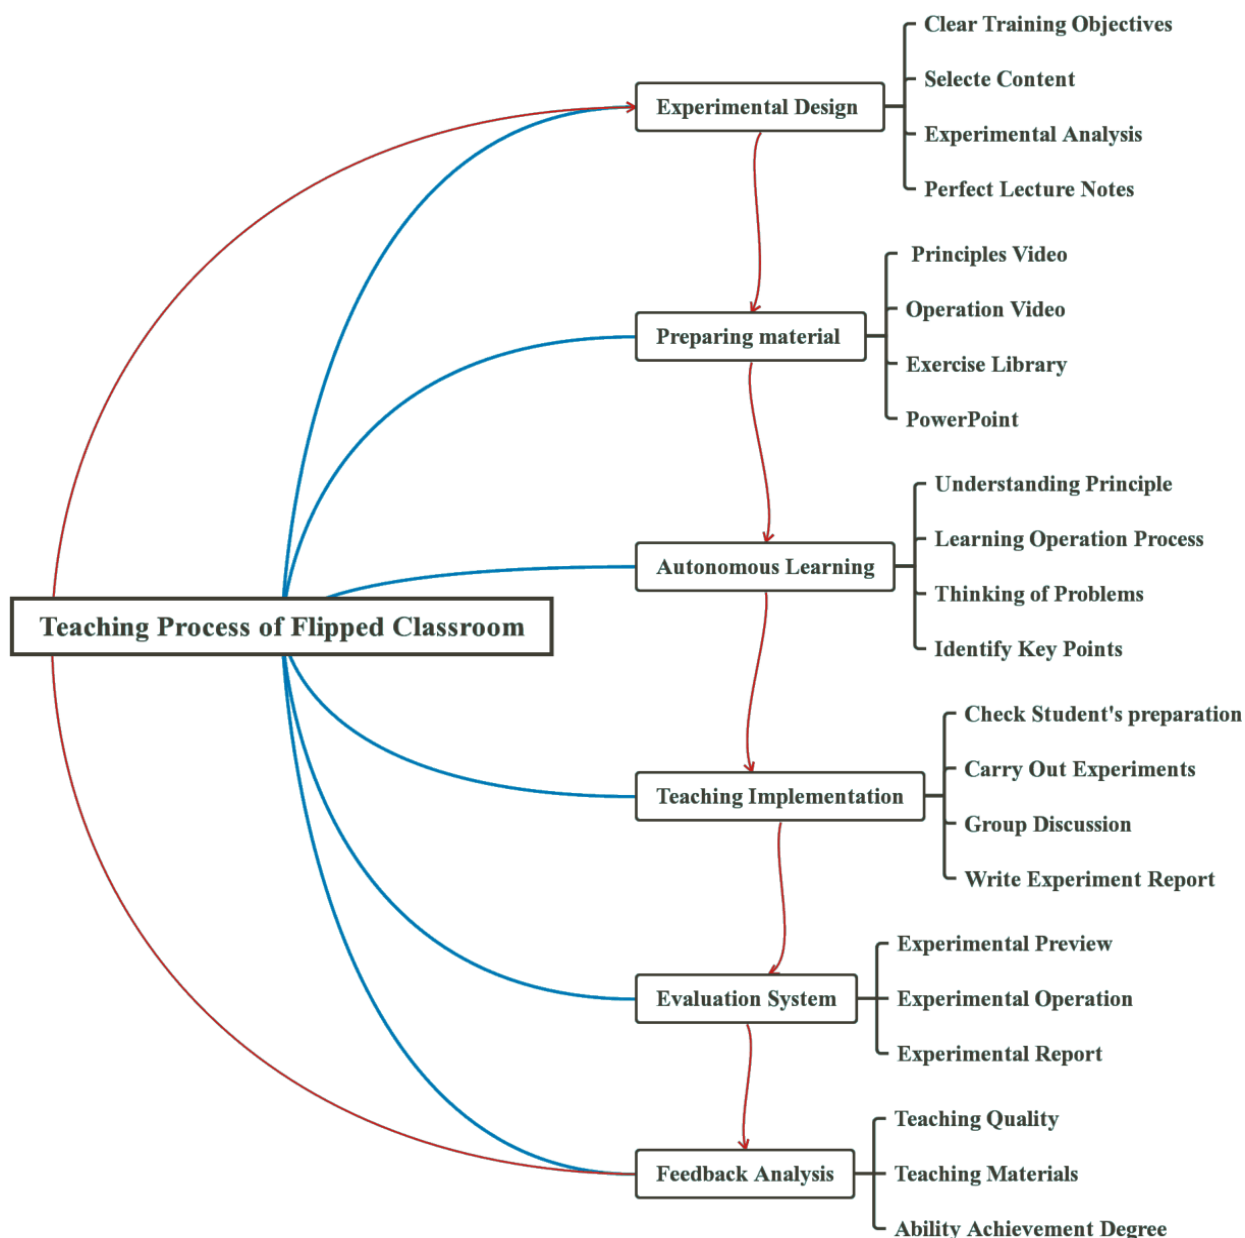 Clear Training Objectives
Selecte Content
Experimental Design
Experimental Analysis
Perfect Lecture Notes
Principles Video
Operation Video
Preparing material
Exercise Library
PowerPoint
Understanding Principle
Learning Operation Process
Autonomous Learning
Thinking of Problems
Identify Key Points
Teaching Process of Flipped Classroom
Check Student's preparation
Carry Out Experiments
Teaching Implementation
Group Discussion
Write Experiment Report
Experimental Preview
Evaluation System
Experimental Operation
Experimental Report
Teaching Quality
Feedback Analysis
Teaching Materials
Ability Achievement Degree